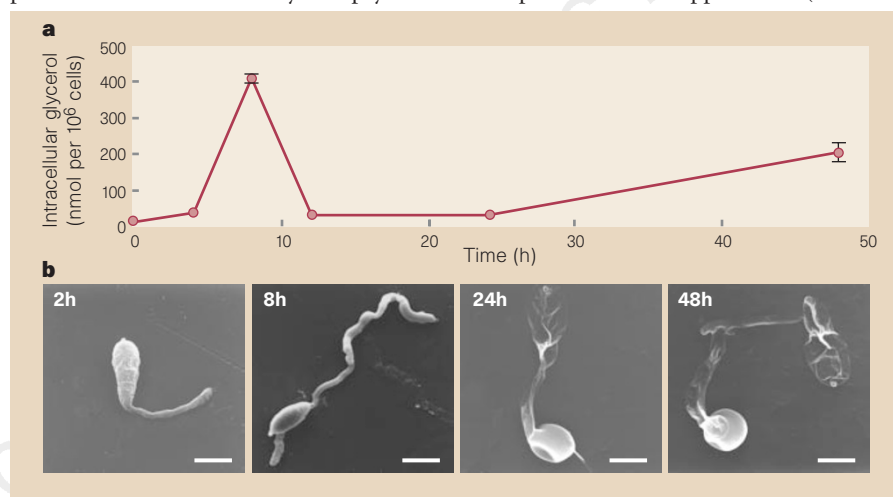 a
Intracellular glycerol
(nmol per 10⁶ cells)
500
400
300
200
100
0
0 10 20 30 40 50
Time (h)
b
2h 8h 24h 48h